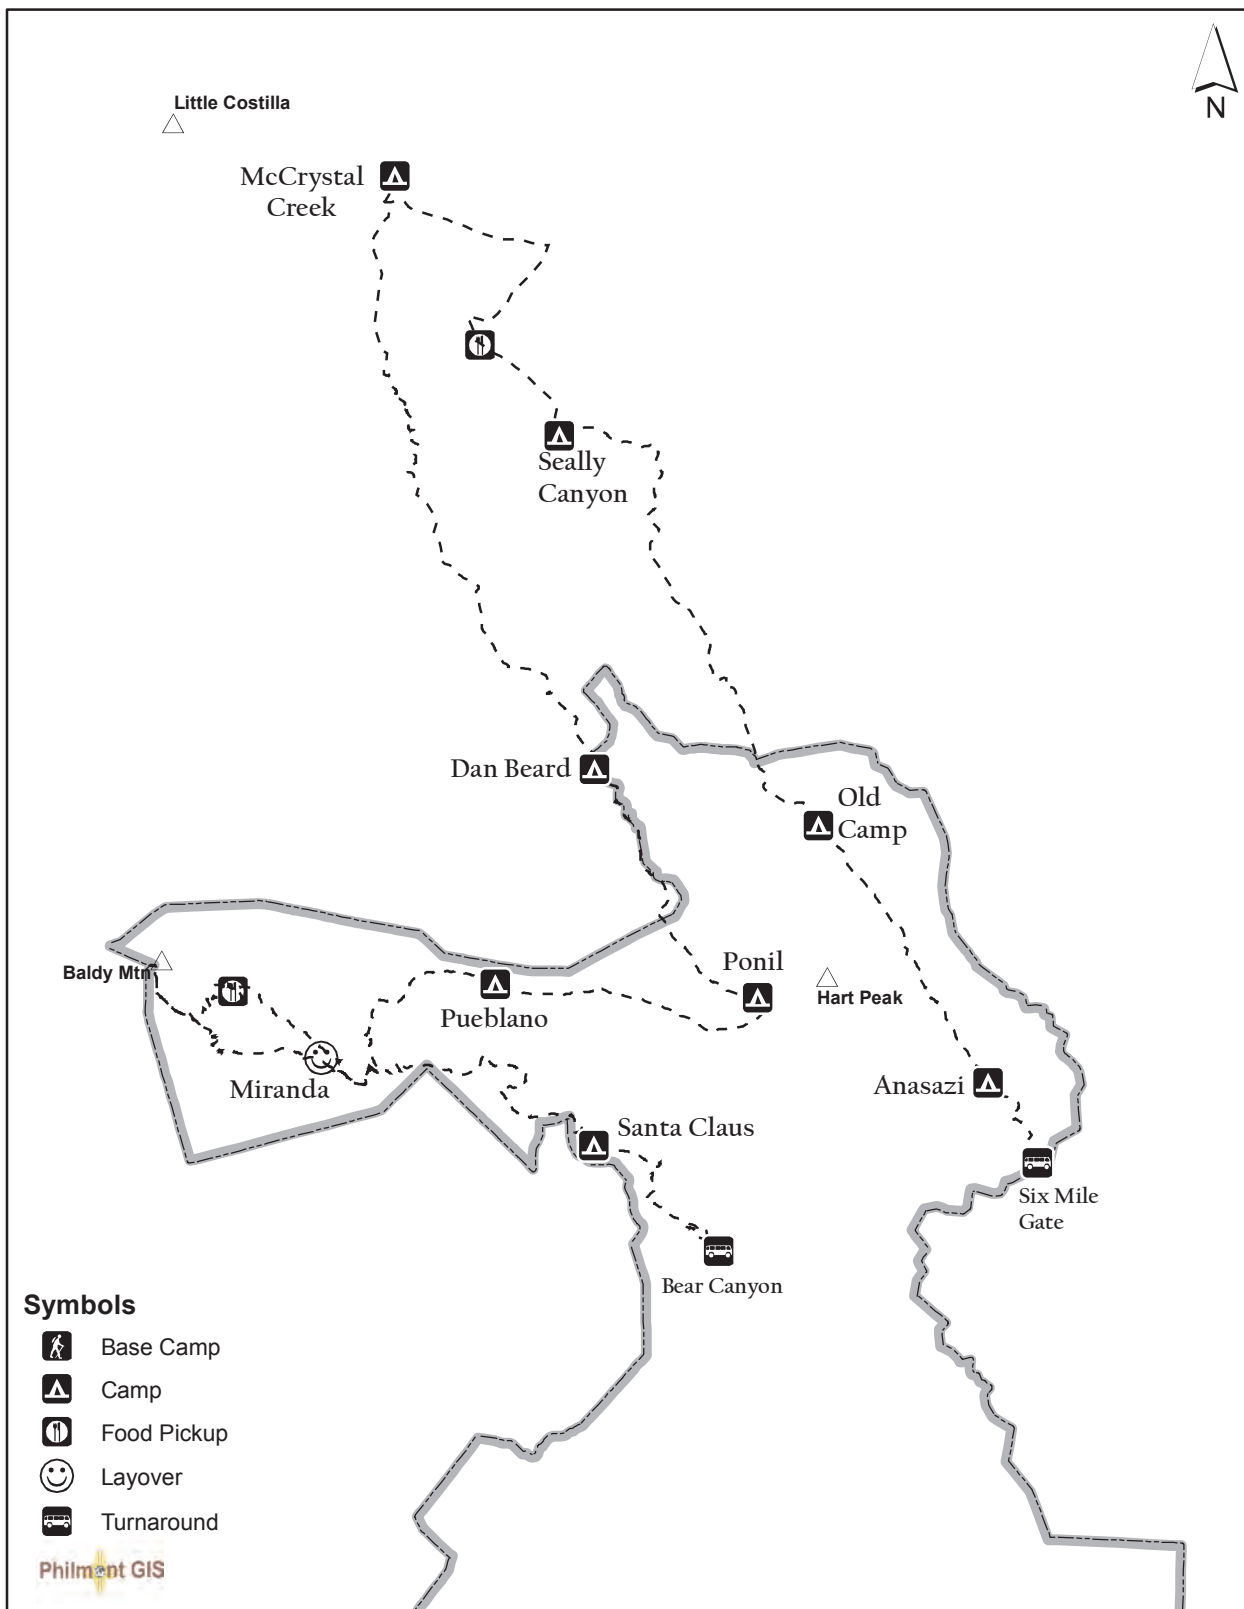 N
Little Costilla
McCrystal
Creek
Seally
Canyon
Dan Beard
Old
Camp
Baldy Mtn
Ponil
Hart Peak
Pueblano
Miranda
Anasazi
Santa Claus
Six Mile
Gate
Bear Canyon
Symbols
Base Camp
Camp
Food Pickup
Layover
Turnaround
Philmont GIS